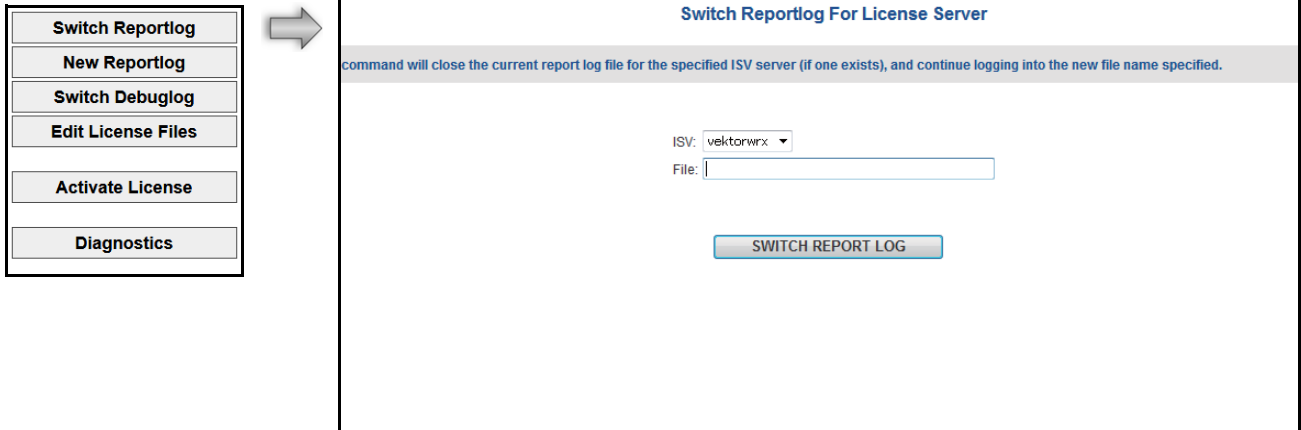 Switch Reportlog
New Reportlog
Switch Debuglog
Edit License Files
Activate License
Diagnostics
Switch Reportlog For License Server
command will close the current report log file for the specified ISV server (if one exists), and continue logging into the new file name specified.
ISV: vektorwrx
File:
SWITCH REPORT LOG